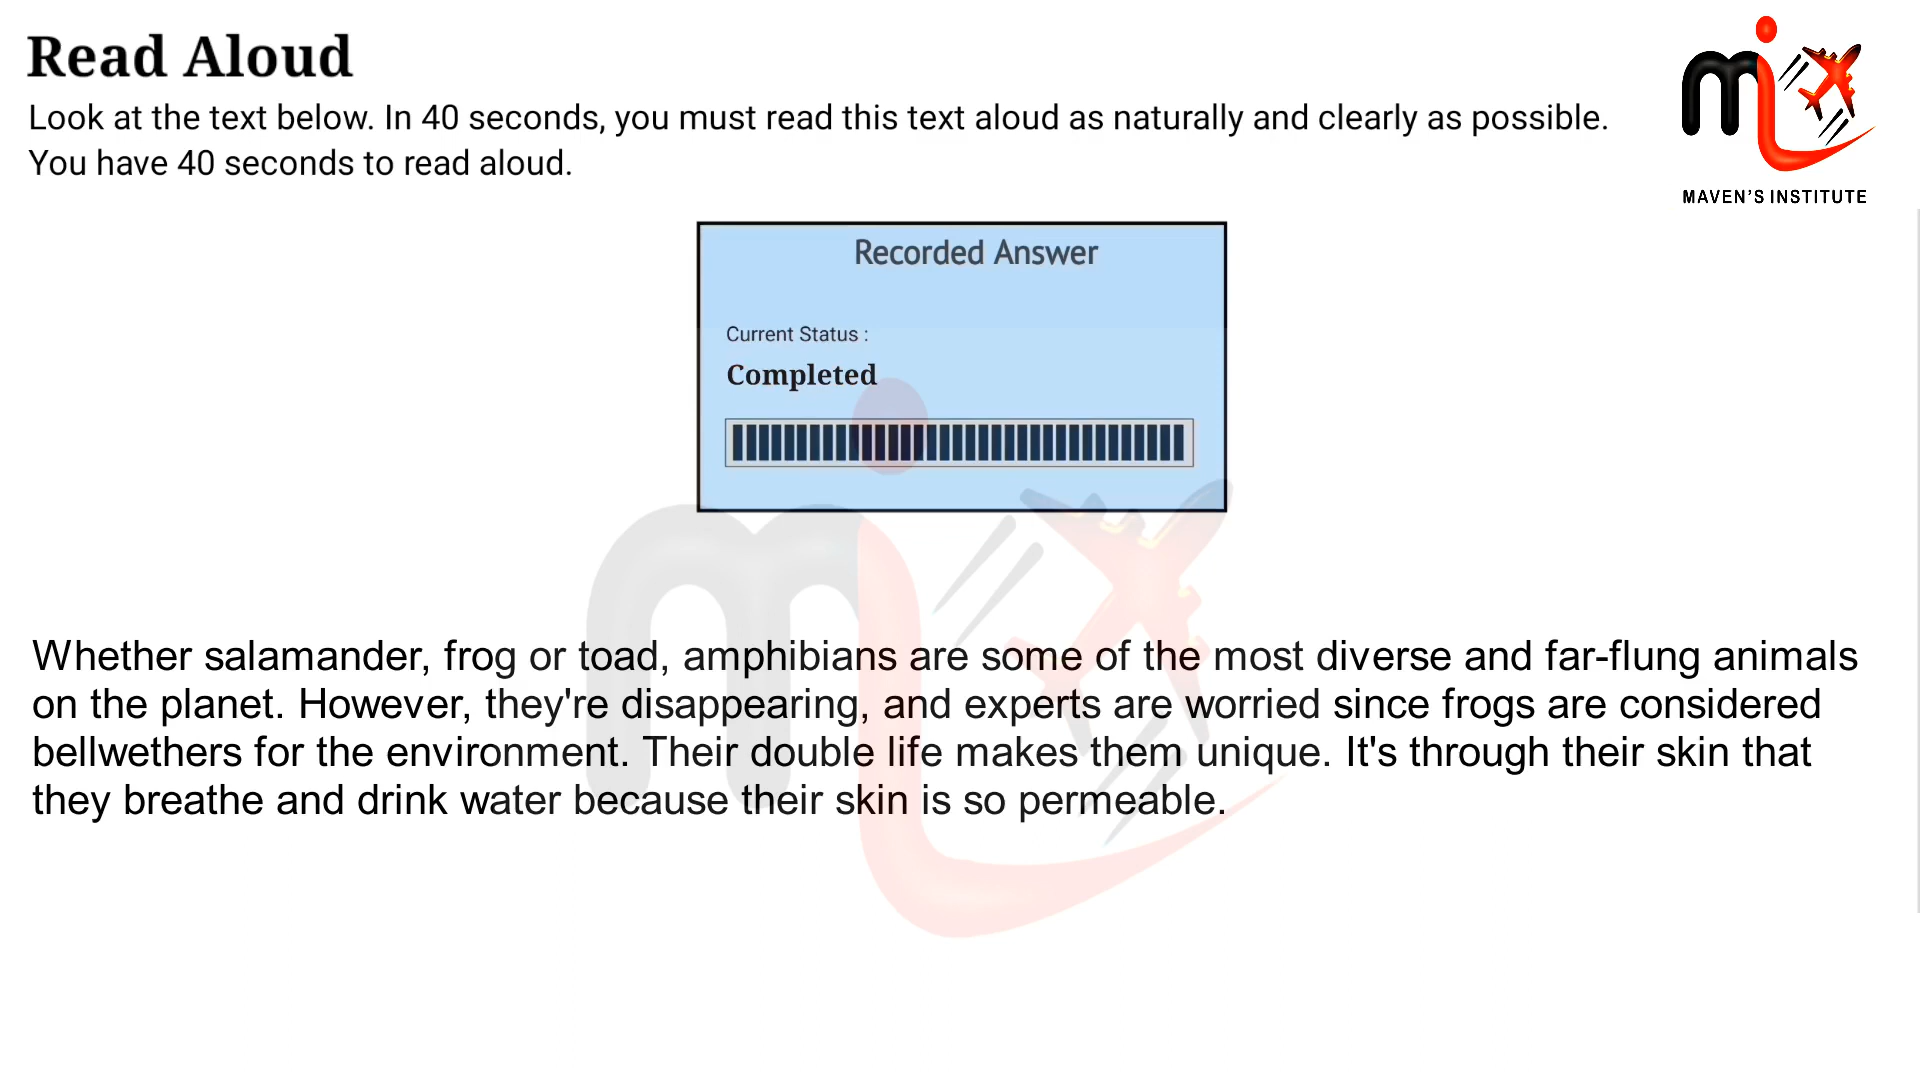 Read Aloud
Look at the text below. In 40 seconds, you must read this text aloud as naturally and clearly as possible.
You have 40 seconds to read aloud.
MAVEN'S INSTITUTE
Recorded Answer
Current Status :
Completed
Whether salamander, frog or toad, amphibians are some of the most diverse and far-flung animals
on the planet. However, they're disappearing, and experts are worried since frogs are considered
bellwethers for the environment. Their double life makes them unique. It's through their skin that
they breathe and drink water because their skin is so permeable.